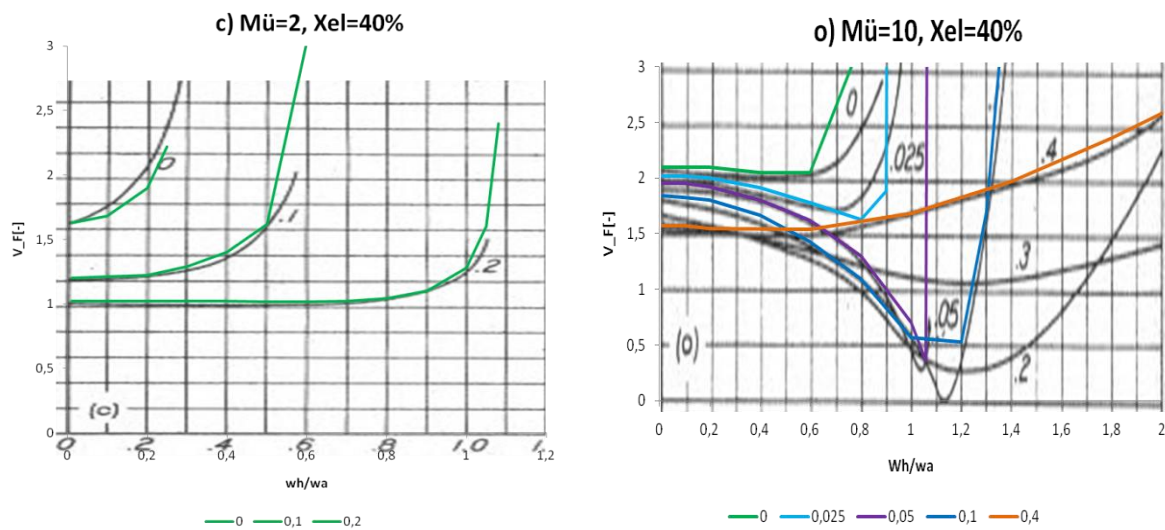 c) Mü=2, Xel=40%
3
2,5
2
1,5
1
0,5
0
V_F[-]
0
.1
.2
(c)
0 .2 .4 .6 .8 1.0 1.2
0 0,2 0,4 0,6 0,8 1 1,2
wh/wa
0 0,1 0,2
o) Mü=10, Xel=40%
3
2,5
2
1,5
1
0,5
0
V_F[-]
0
.025
.4
.3
.05
.2
(o)
0 0,2 0,4 0,6 0,8 1 1,2 1,4 1,6 1,8 2
Wh/wa
0 0,025 0,05 0,1 0,4